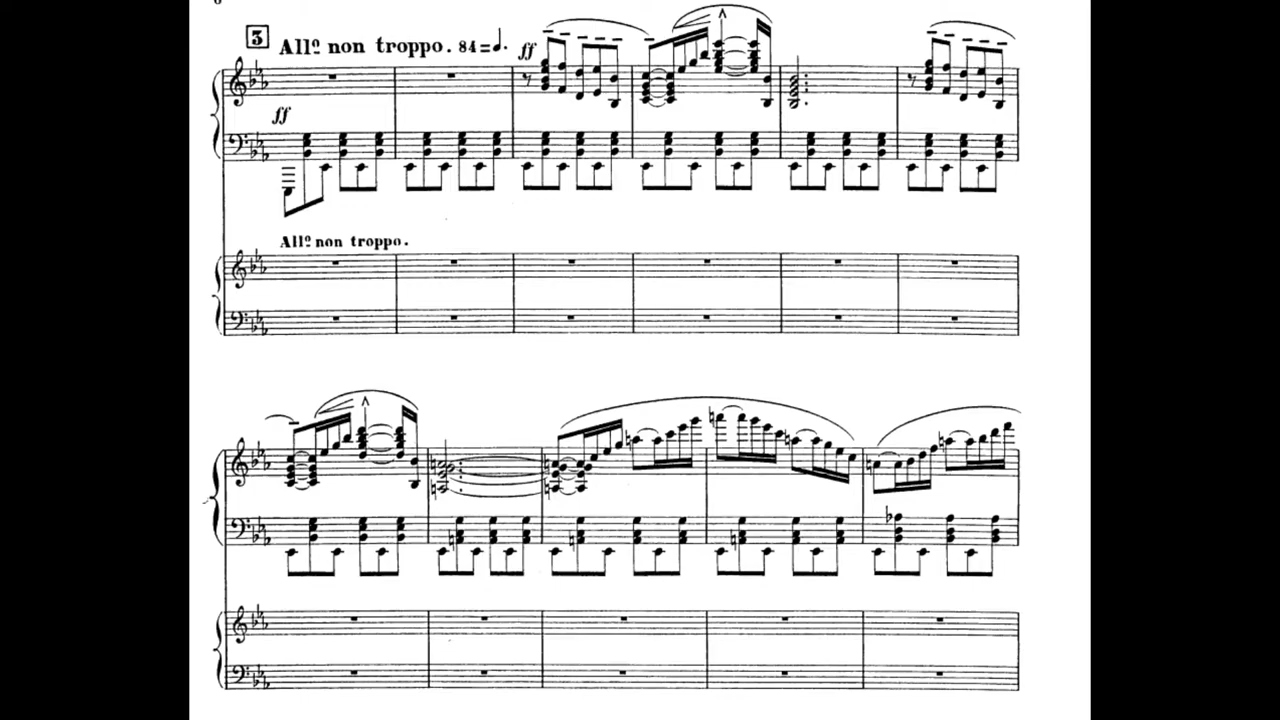 3 All.º non troppo. 84=♩.
ff
ff
All.º non troppo.